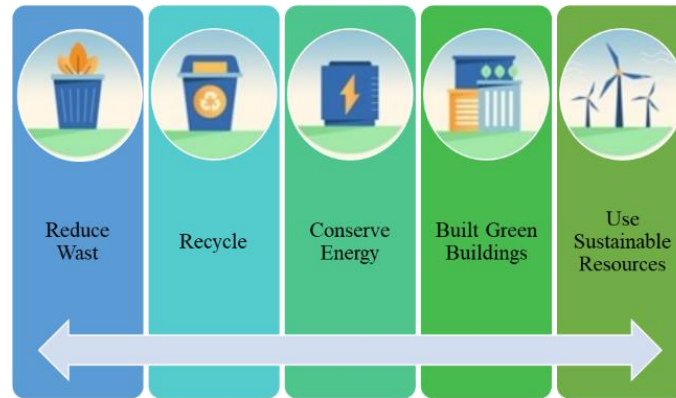 Reduce
Wast
Recycle
Conserve
Energy
Built Green
Buildings
Use
Sustainable
Resources